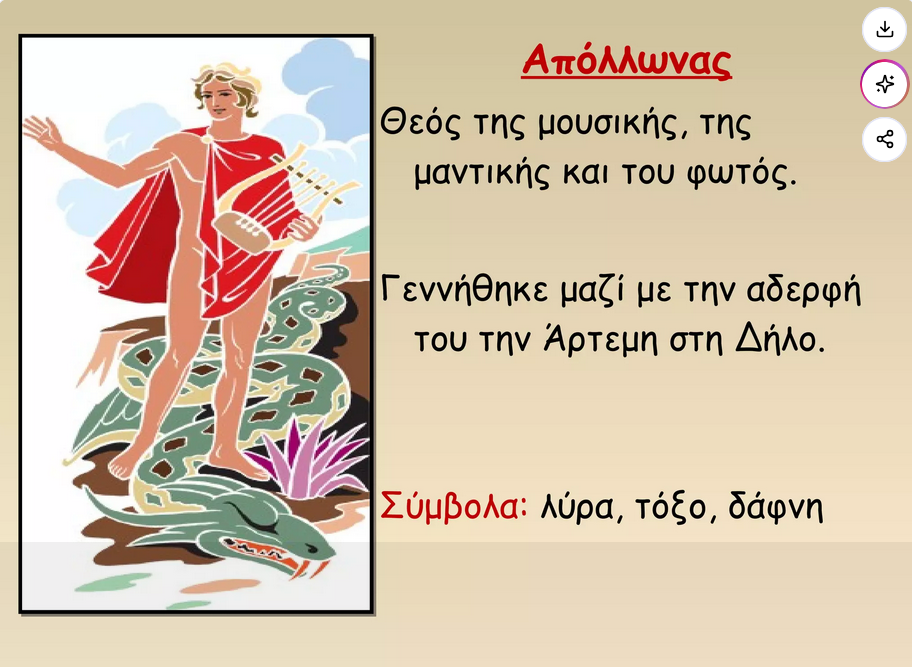 Απόλλωνας
Θεός της μουσικής, της
μαντικής και του φωτός.
Γεννήθηκε μαζί με την αδερφή
του την Άρτεμη στη Δήλο.
Σύμβολα: λύρα, τόξο, δάφνη